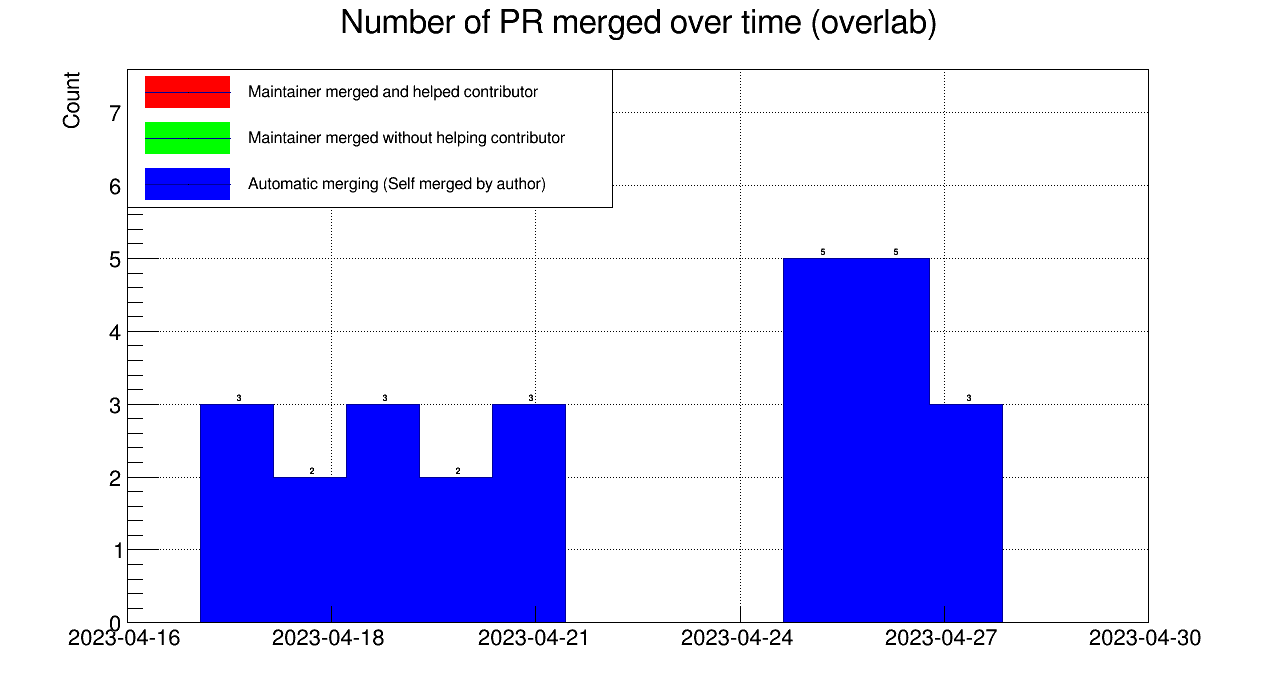 Number of PR merged over time (overlab)
Count
Maintainer merged and helped contributor
Maintainer merged without helping contributor
Automatic merging (Self merged by author)
7
6
5
4
3
2
1
0
5 5
3 3 3 3
2 2
2023-04-16 2023-04-18 2023-04-21 2023-04-24 2023-04-27 2023-04-30